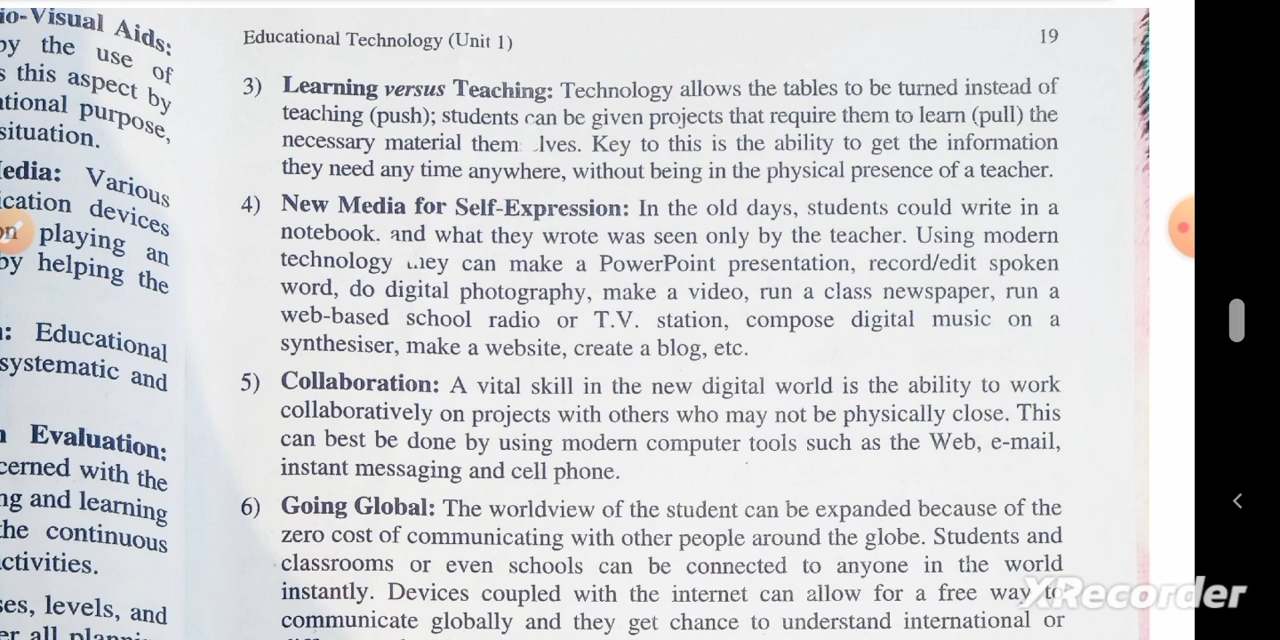 io-Visual Aids:
by the use of
s this aspect by
ational purpose,
situation.
edia: Various
ication devices
on playing an
by helping the
: Educational
systematic and
n Evaluation:
cerned with the
ng and learning
the continuous
ctivities.
ses, levels, and
er all
Educational Technology (Unit 1)
19
3) Learning versus Teaching: Technology allows the tables to be turned instead of
teaching (push); students can be given projects that require them to learn (pull) the
necessary material themselves. Key to this is the ability to get the information
they need any time anywhere, without being in the physical presence of a teacher.
4) New Media for Self-Expression: In the old days, students could write in a
notebook. and what they wrote was seen only by the teacher. Using modern
technology they can make a PowerPoint presentation, record/edit spoken
word, do digital photography, make a video, run a class newspaper, run a
web-based school radio or T.V. station, compose digital music on a
synthesiser, make a website, create a blog, etc.
5) Collaboration: A vital skill in the new digital world is the ability to work
collaboratively on projects with others who may not be physically close. This
can best be done by using modern computer tools such as the Web, e-mail,
instant messaging and cell phone.
6) Going Global: The worldview of the student can be expanded because of the
zero cost of communicating with other people around the globe. Students and
classrooms or even schools can be connected to anyone in the world
instantly. Devices coupled with the internet can allow for a free way to
communicate globally and they get chance to understand international or
XRecorder